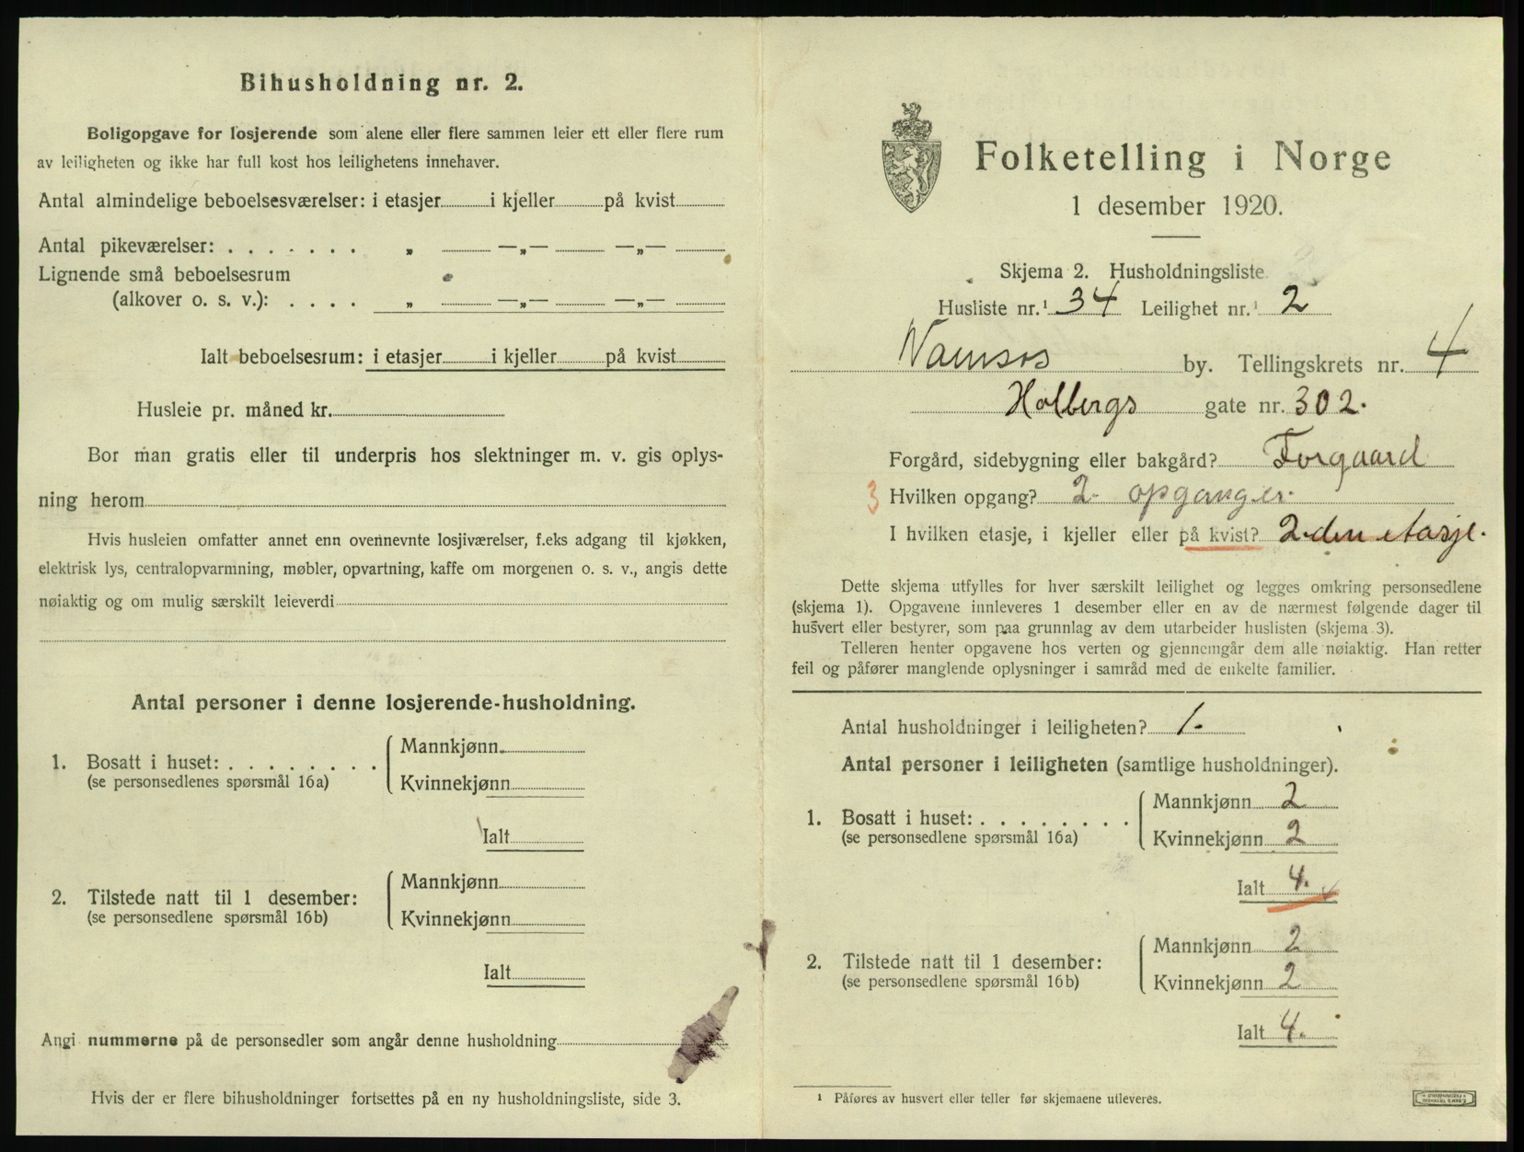 Bihusholdning nr. 2.
Boligopgave for losjerende som alene eller flere sammen leier ett eller flere rum
av leiligheten og ikke har full kost hos leilighetens innehaver.
Antal almindelige beboelsesværelser: i etasjer i kjeller på kvist
Antal pikeværelser: . . . . . . . „ —„— —„—
Lignende små beboelsesrum
(alkover o. s. v.): . . . . „ —„— —„—
Ialt beboelsesrum: i etasjer i kjeller på kvist
Husleie pr. måned kr.
Bor man gratis eller til underpris hos slektninger m. v. gis oplys-
ning herom
Hvis husleien omfatter annet enn ovennevnte losjiværelser, f.eks adgang til kjøkken,
elektrisk lys, centralopvarmning, møbler, opvartning, kaffe om morgenen o. s. v., angis dette
nøiaktig og om mulig særskilt leieverdi
Antal personer i denne losjerende-husholdning.
1. Bosatt i huset: . . . . . . . .
(se personsedlenes spørsmål 16a)
Mannkjønn
Kvinnekjønn
Ialt
2. Tilstede natt til 1 desember:
(se personsedlene spørsmål 16b)
Mannkjønn
Kvinnekjønn
Ialt
Angi nummerne på de personsedler som angår denne husholdning
Hvis der er flere bihusholdninger fortsettes på en ny husholdningsliste, side 3.
Folketelling i Norge
1 desember 1920.
Skjema 2. Husholdningsliste
Husliste nr.¹ 34 Leilighet nr.¹ 2
Namsos by. Tellingskrets nr. 4
Holbergs gate nr. 302.
Forgård, sidebygning eller bakgård? Forgaard
3 Hvilken opgang? 2 opganger.
I hvilken etasje, i kjeller eller på kvist? 2den etasje.
Dette skjema utfylles for hver særskilt leilighet og legges omkring personsedlene
(skjema 1). Opgavene innleveres 1 desember eller en av de nærmest følgende dager til
husvert eller bestyrer, som paa grunnlag av dem utarbeider huslisten (skjema 3).
Telleren henter opgavene hos verten og gjennemgår dem alle nøiaktig. Han retter
feil og påfører manglende oplysninger i samråd med de enkelte familier.
Antal husholdninger i leiligheten? 1.
Antal personer i leiligheten (samtlige husholdninger).
1. Bosatt i huset: . . . . . . . .
(se personsedlene spørsmål 16a)
Mannkjønn 2
Kvinnekjønn 2
Ialt 4.
2. Tilstede natt til 1 desember:
(se personsedlene spørsmål 16b)
Mannkjønn 2
Kvinnekjønn 2
Ialt 4.
¹ Påføres av husvert eller teller før skjemaene utleveres.